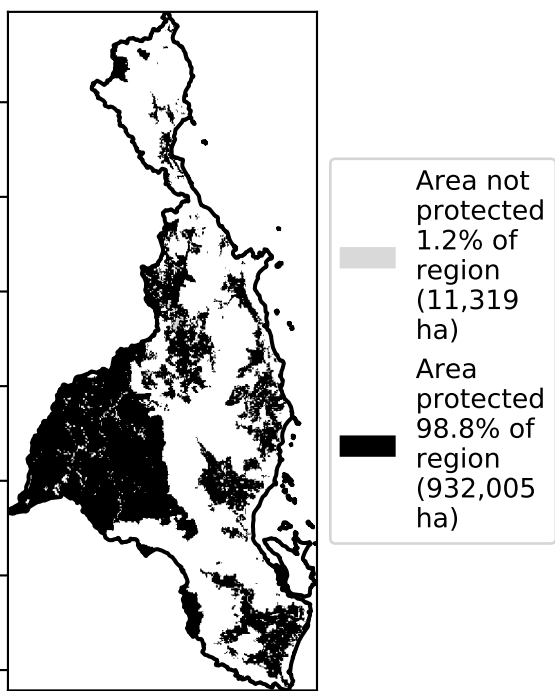 Area not
protected
1.2% of
region
(11,319
ha)
Area
protected
98.8% of
region
(932,005
ha)